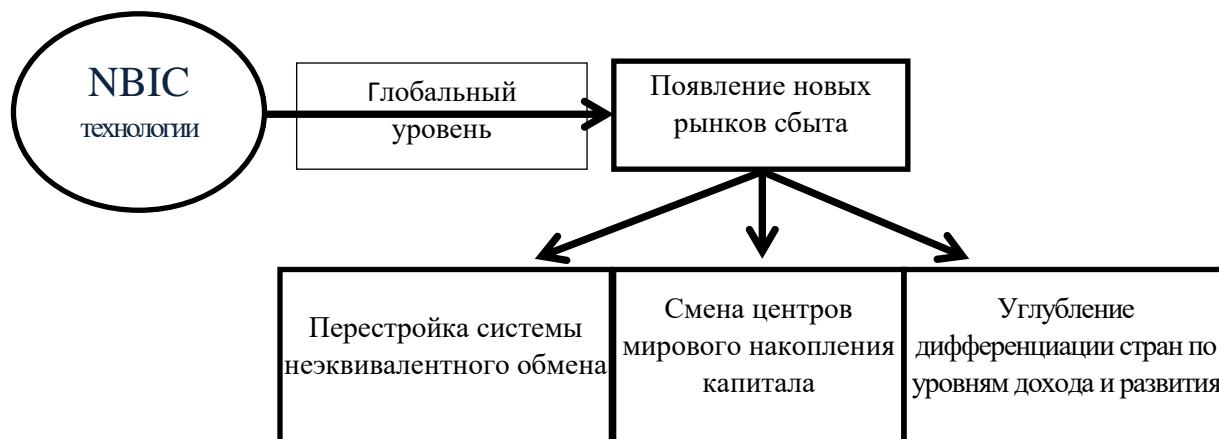 NBIC
технологии
Глобальный
уровень
Появление новых
рынков сбыта
Перестройка системы
неэквивалентного обмена
Смена центров
мирового накопления
капитала
Углубление
дифференциации стран по
уровням дохода и развития